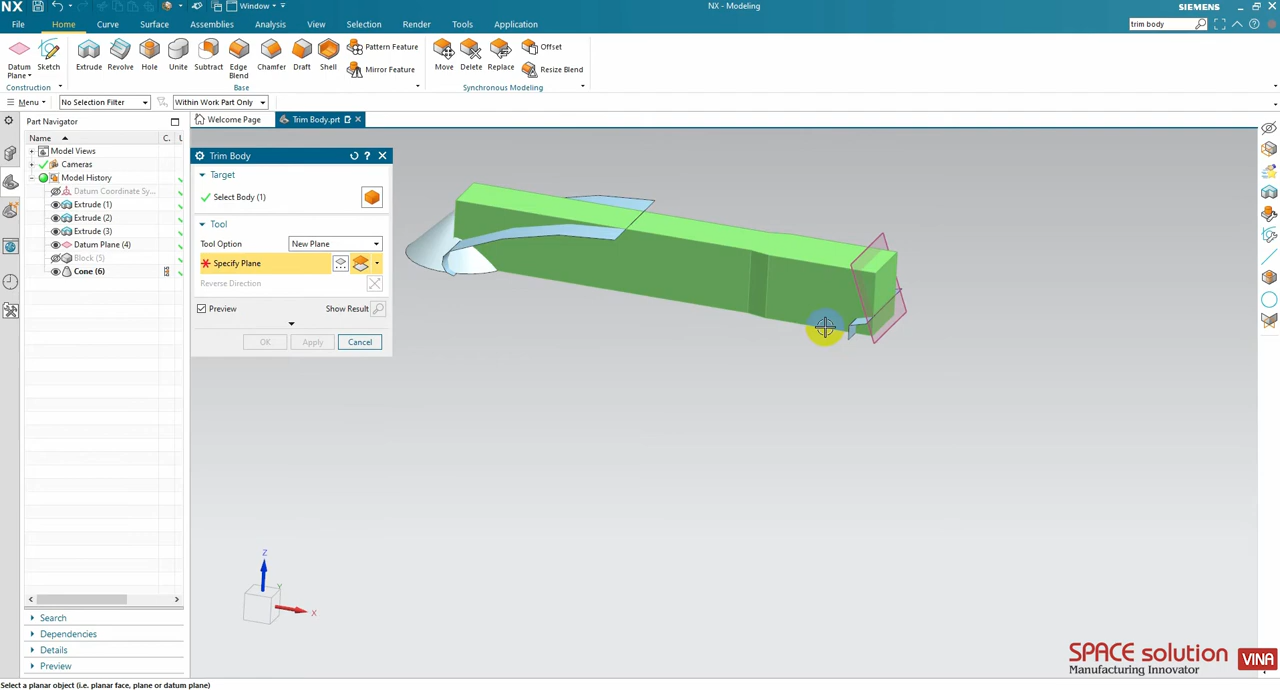 NX
Window
NX - Modeling
SIEMENS
File
Home
Curve
Surface
Assemblies
Analysis
View
Selection
Render
Tools
Application
trim body
Datum Plane
Sketch
Extrude
Revolve
Hole
Unite
Subtract
Edge Blend
Chamfer
Draft
Shell
Pattern Feature
Mirror Feature
Move
Delete
Replace
Offset
Resize Blend
Construction
Base
Synchronous Modeling
Menu
No Selection Filter
Within Work Part Only
Part Navigator
Welcome Page
Trim Body.prt
Name
C.
Model Views
Cameras
Model History
Datum Coordinate Sy...
Extrude (1)
Extrude (2)
Extrude (3)
Datum Plane (4)
Block (5)
Cone (6)
Trim Body
Target
Select Body (1)
Tool
Tool Option
New Plane
Specify Plane
Reverse Direction
Preview
Show Result
OK
Apply
Cancel
Z
Y
X
Search
Dependencies
Details
Preview
SPACE solution
Manufacturing Innovator
VINA
Select a planar object (i.e. planar face, plane or datum plane)